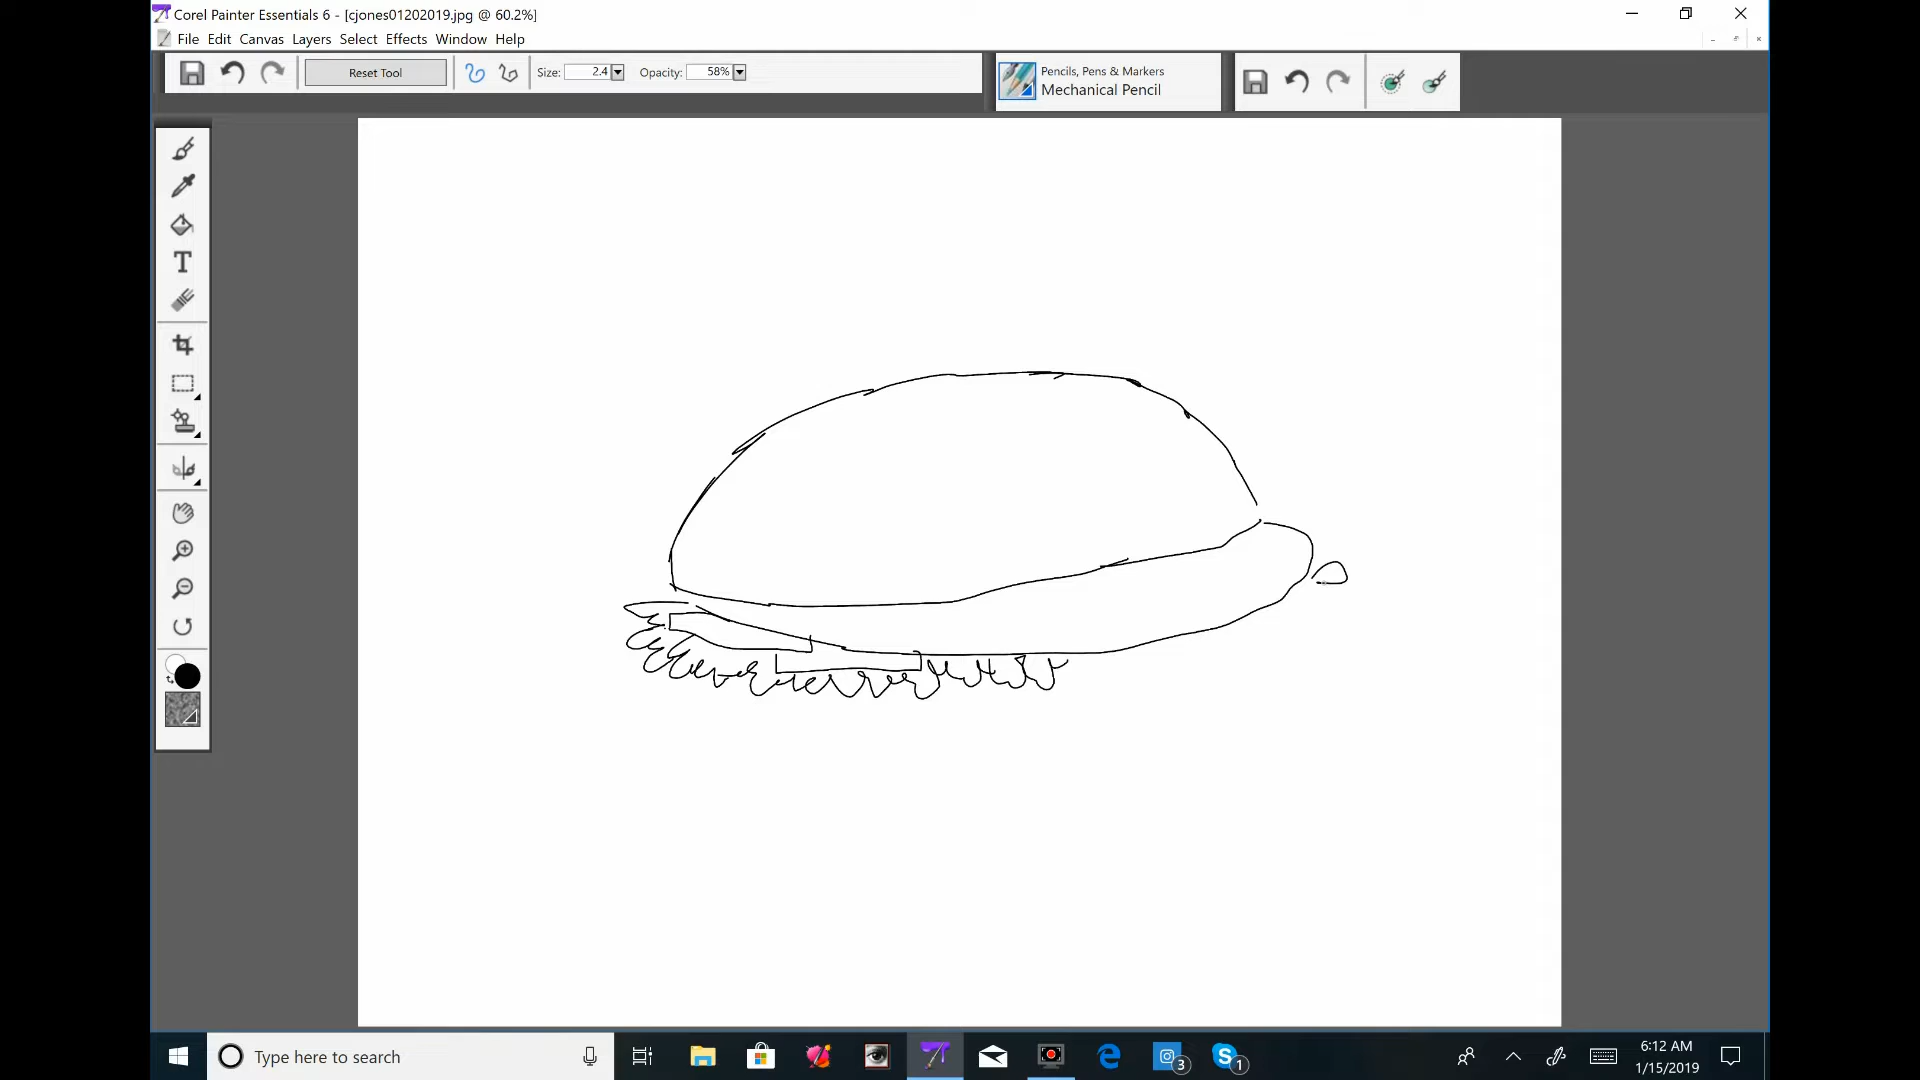 Corel Painter Essentials 6 - [cjones01202019.jpg @ 60.2%]
File Edit Canvas Layers Select Effects Window Help
Reset Tool Size: 2.4 Opacity: 58%
Pencils, Pens & Markers
Mechanical Pencil
T
Type here to search
3
1
6:12 AM
1/15/2019